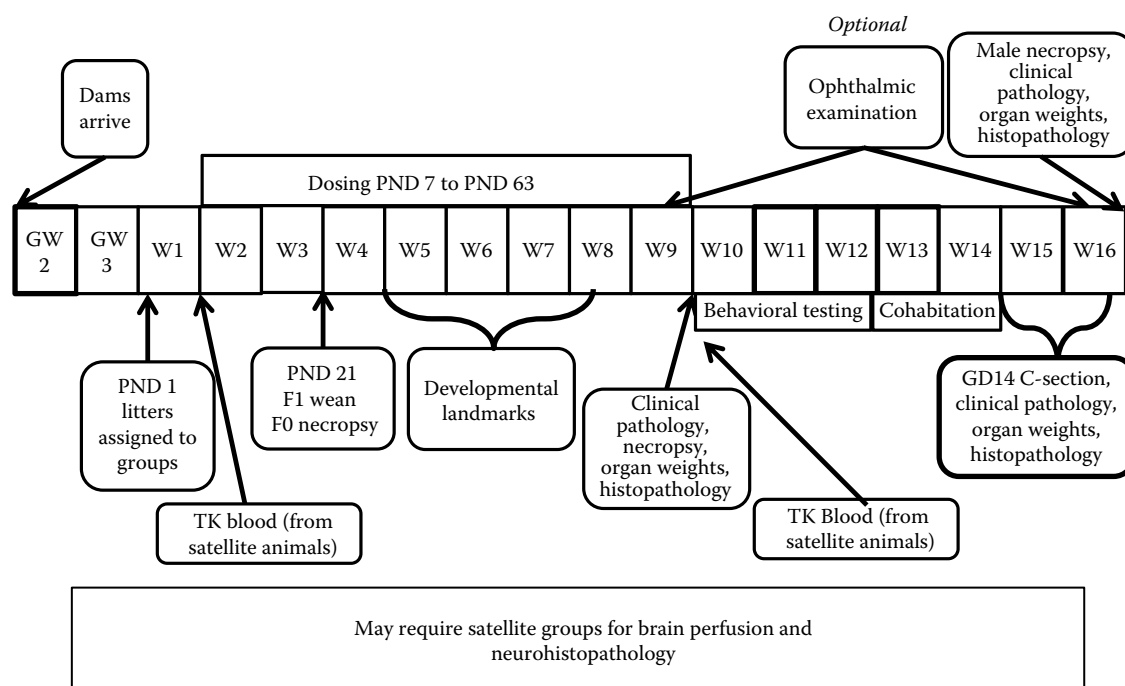 Optional
Dams
arrive
Ophthalmic
examination
Male necropsy,
clinical
pathology,
organ weights,
histopathology
Dosing PND 7 to PND 63
GW
2
GW
3
W1
W2
W3
W4
W5
W6
W7
W8
W9
W10
W11
W12
W13
W14
W15
W16
Behavioral testing
Cohabitation
PND 1
litters
assigned to
groups
PND 21
F1 wean
F0 necropsy
Developmental
landmarks
Clinical
pathology,
necropsy,
organ weights,
histopathology
GD14 C-section,
clinical pathology,
organ weights,
histopathology
TK blood (from
satellite animals)
TK Blood (from
satellite animals)
May require satellite groups for brain perfusion and
neurohistopathology